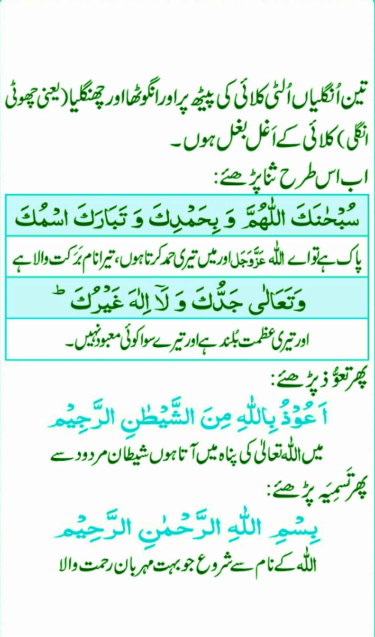 تین اُنگلیاں اُلٹی کلائی کی پیٹھ پر اور انگوٹھا اور چھنگلیا (یعنی چھوٹی
انگلی) کلائی کے اَغل بغل ہوں۔
اب اس طرح ثنا پڑھئے:
سُبْحٰنَكَ اللّٰهُمَّ وَ بِحَمْدِكَ وَ تَبَارَكَ اسْمُكَ
پاک ہے تو اے اللہ عَزَّوَجَلَّ اور میں تیری حمد کرتا ہوں، تیرا نام بَرَکت والا ہے
وَتَعَالٰی جَدُّكَ وَ لَآ اِلٰهَ غَيْرُكَ ؕ
اور تیری عظمت بُلند ہے اور تیرے سوا کوئی معبود نہیں۔
پھر تعوُّذ پڑھئے:
اَعُوْذُ بِاللّٰهِ مِنَ الشَّيْطٰنِ الرَّجِيْمِ
میں اللہ تعالیٰ کی پناہ میں آتا ہوں شیطان مردود سے
پھر تَسمِیَہ پڑھئے:
بِسْمِ اللّٰهِ الرَّحْمٰنِ الرَّحِيْمِ
اللہ کے نام سے شروع جو بہت مہربان رحمت والا